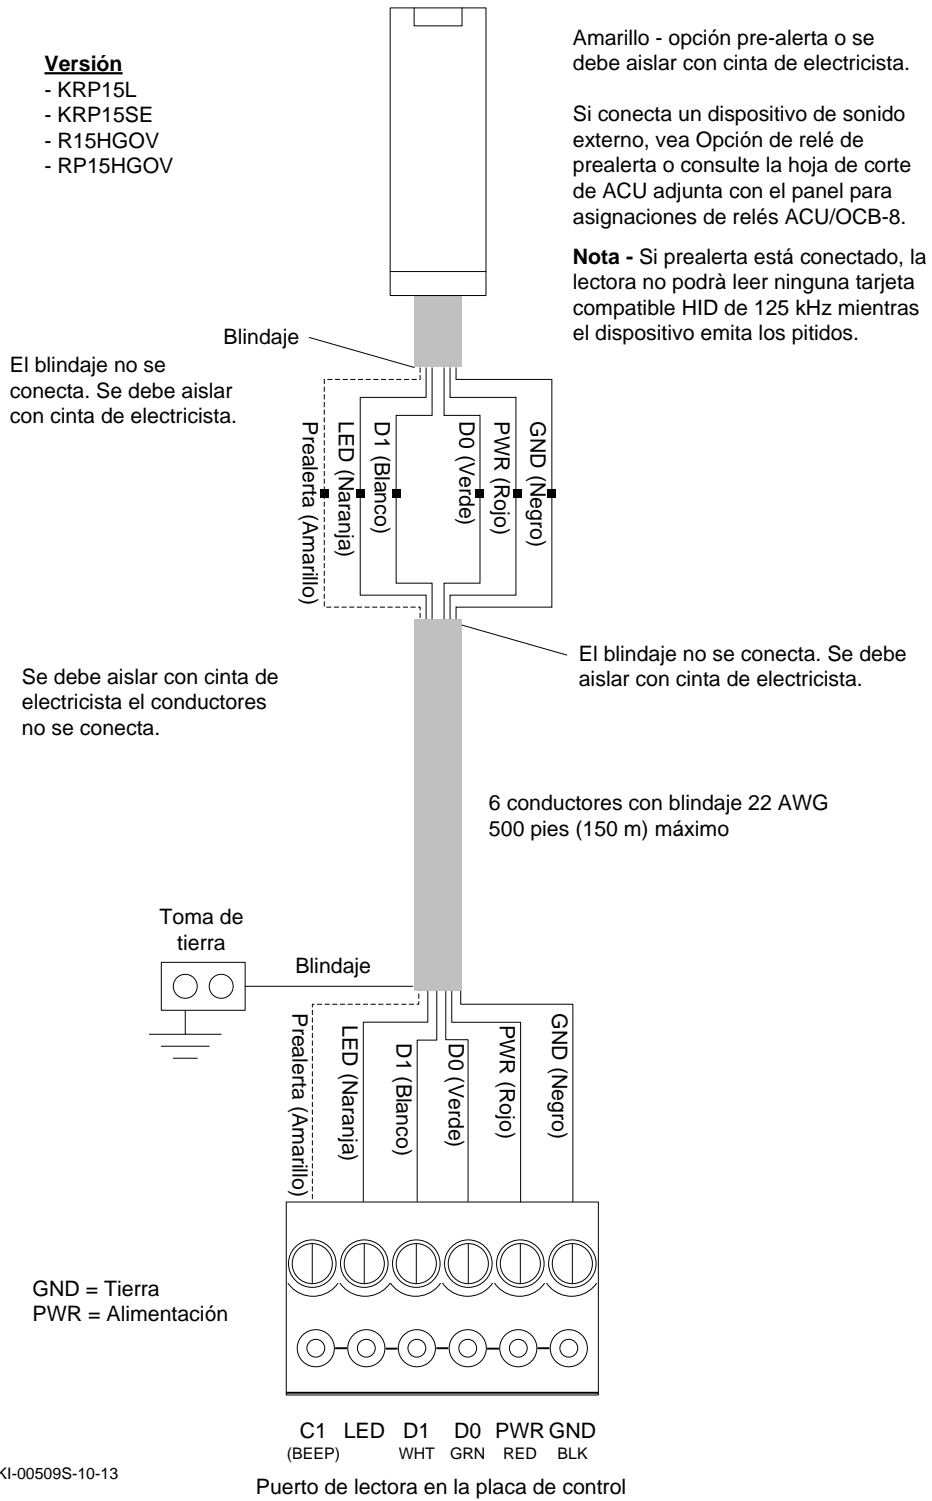 Versión
- KRP15L
- KRP15SE
- R15HGOV
- RP15HGOV
Amarillo - opción pre-alerta o se
debe aislar con cinta de electricista.
Si conecta un dispositivo de sonido
externo, vea Opción de relé de
prealerta o consulte la hoja de corte
de ACU adjunta con el panel para
asignaciones de relés ACU/OCB-8.
Nota - Si prealerta está conectado, la
lectora no podrà leer ninguna tarjeta
compatible HID de 125 kHz mientras
el dispositivo emita los pitidos.
Blindaje
El blindaje no se
conecta. Se debe aislar
con cinta de electricista.
Prealerta (Amarillo)
LED (Naranja)
D1 (Blanco)
D0 (Verde)
PWR (Rojo)
GND (Negro)
El blindaje no se conecta. Se debe
aislar con cinta de electricista.
Se debe aislar con cinta de
electricista el conductores
no se conecta.
6 conductores con blindaje 22 AWG
500 pies (150 m) máximo
Toma de
tierra
Blindaje
Prealerta (Amarillo)
LED (Naranja)
D1 (Blanco)
D0 (Verde)
PWR (Rojo)
GND (Negro)
GND = Tierra
PWR = Alimentación
C1 LED D1 D0 PWR GND
(BEEP) WHT GRN RED BLK
KI-00509S-10-13
Puerto de lectora en la placa de control